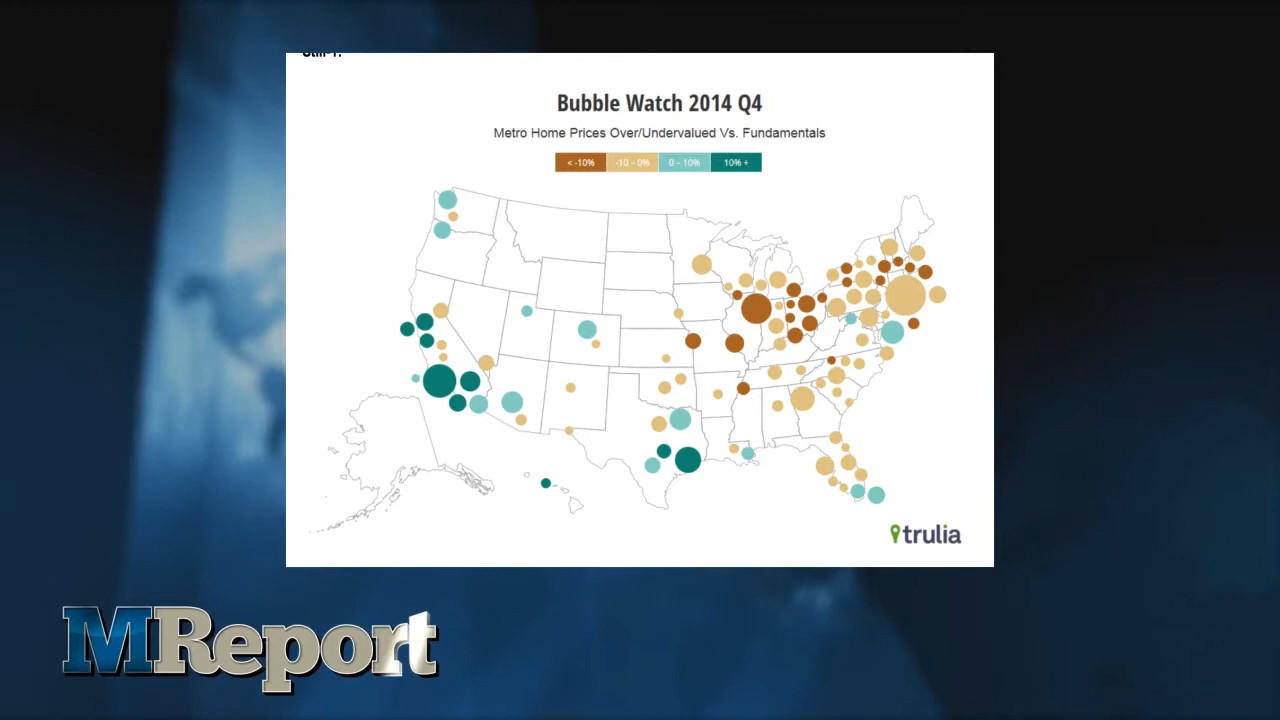 Bubble Watch 2014 Q4
Metro Home Prices Over/Undervalued Vs. Fundamentals
< -10% -10 – 0% 0 – 10% 10% +
trulia
MReport